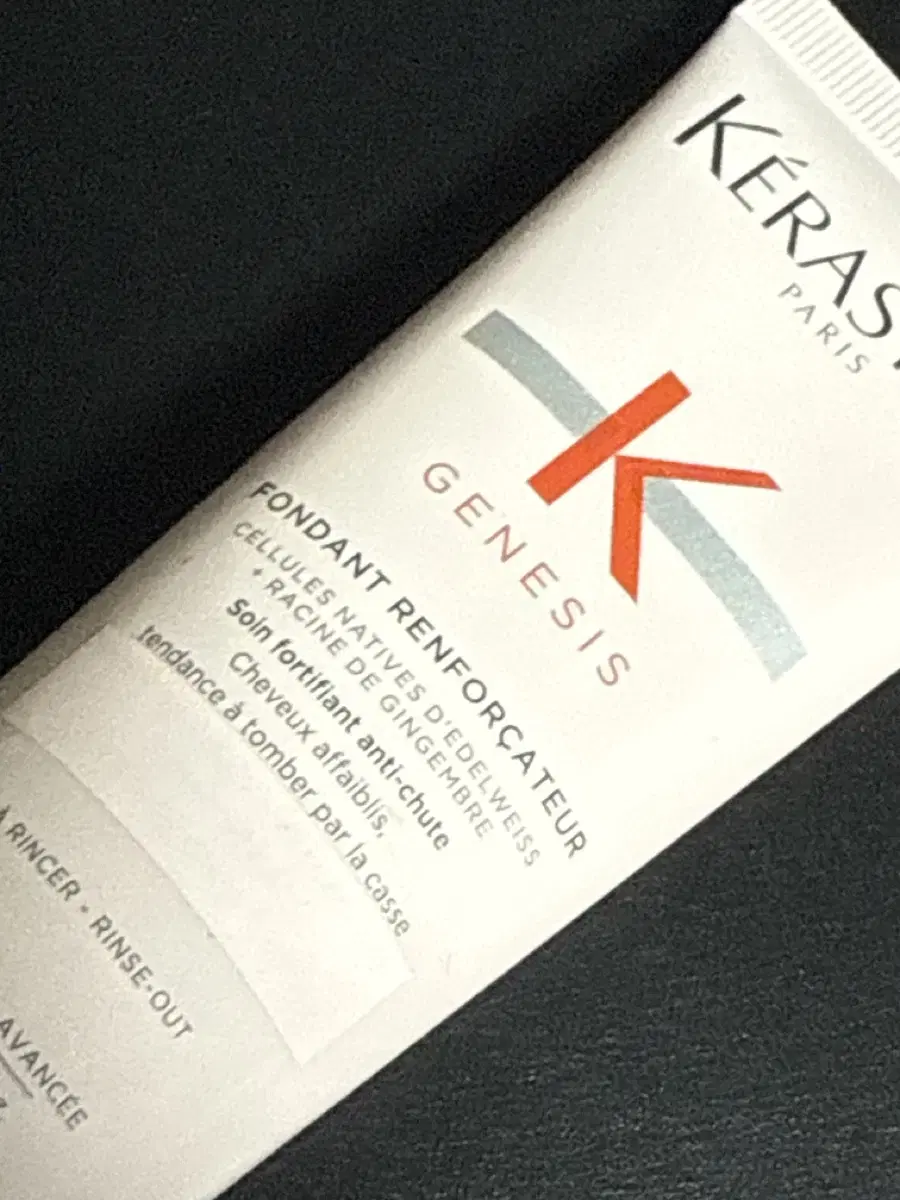 KÉRAS
PARIS
K
GENESIS
FONDANT RENFORÇATEUR
CELLULES NATIVES D'EDELWEISS
+ RACINE DE GINGEMBRE
Soin fortifiant anti-chute
Cheveux affaiblis,
tendance à tomber par la casse
À RINCER • RINSE-OUT
AVANCÉE